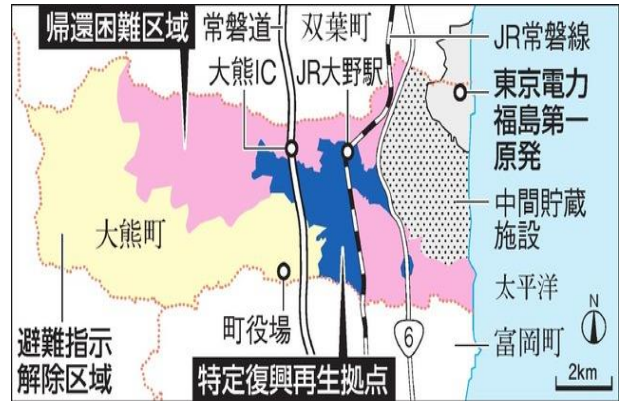 帰還困難区域
常磐道
大熊IC
双葉町
JR大野駅
JR常磐線
東京電力
福島第一
原発
中間貯蔵
施設
大熊町
太平洋
避難指示
解除区域
町役場
特定復興再生拠点
6
富岡町
N
2km